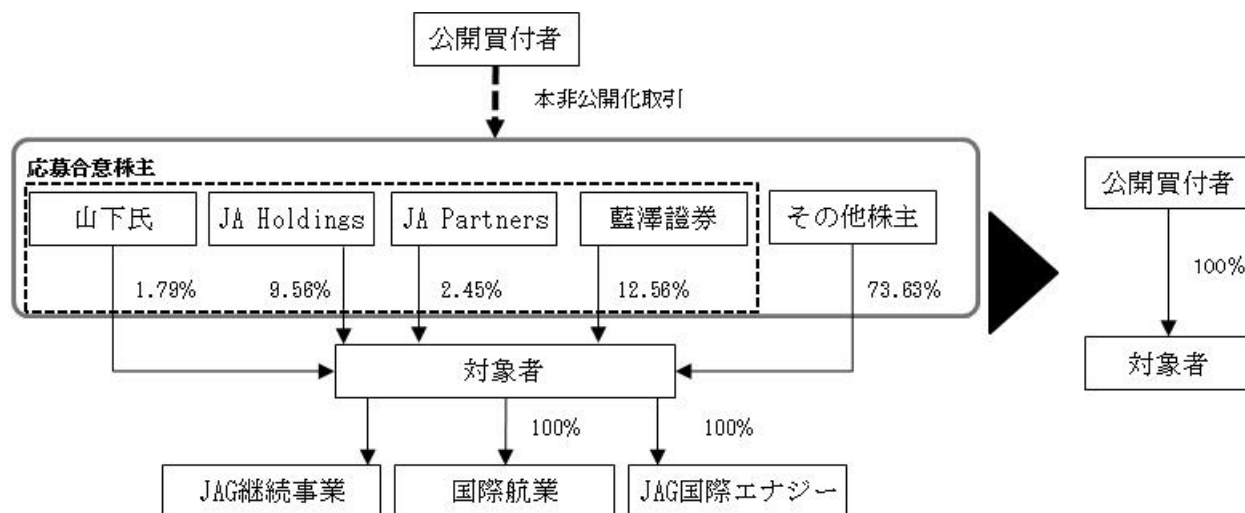 公開買付者
本非公開化取引
応募合意株主
山下氏
JA Holdings
JA Partners
藍澤證券
その他株主
1.79%
9.56%
2.45%
12.56%
73.63%
対象者
100%
100%
JAG継続事業
国際航業
JAG国際エナジー
公開買付者
100%
対象者